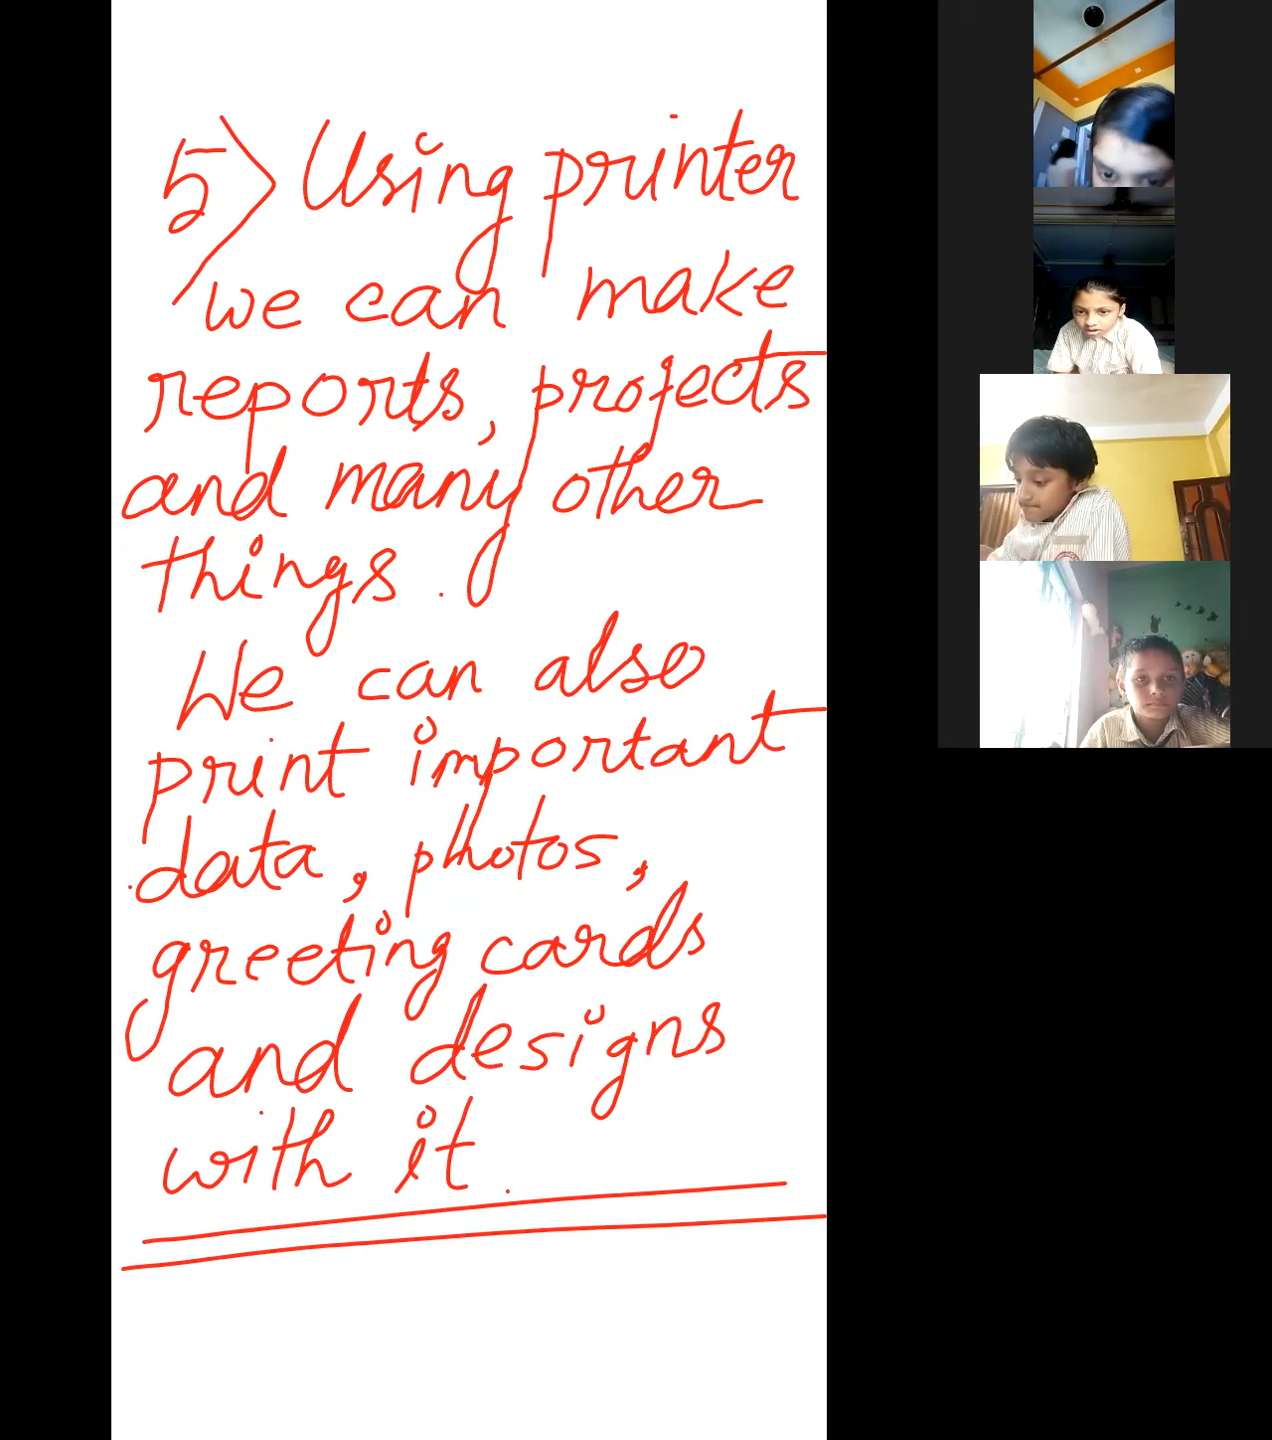 5> Using printer
we can make
reports, projects
and many other
things.
We can also
print important
data, photos,
greeting cards
and designs
with it.